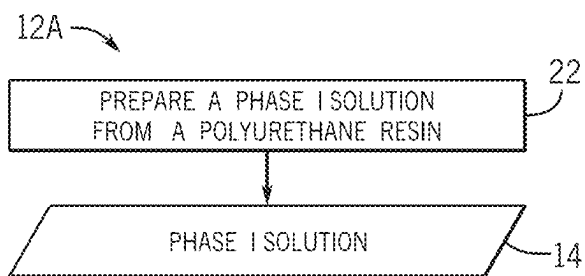 12A
22
PREPARE A PHASE I SOLUTION
FROM A POLYURETHANE RESIN
PHASE I SOLUTION
14